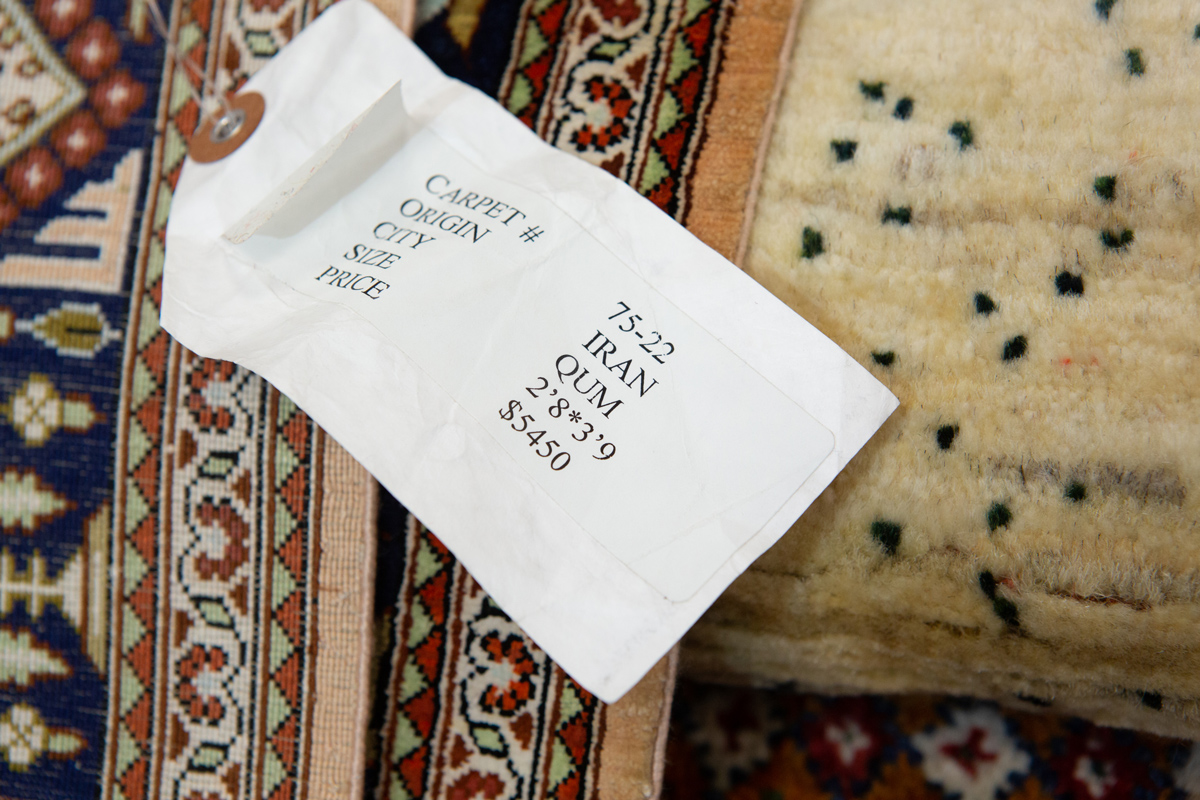 CARPET # 75-22
ORIGIN IRAN
CITY QUM
SIZE 2'8*3'9
PRICE $5450